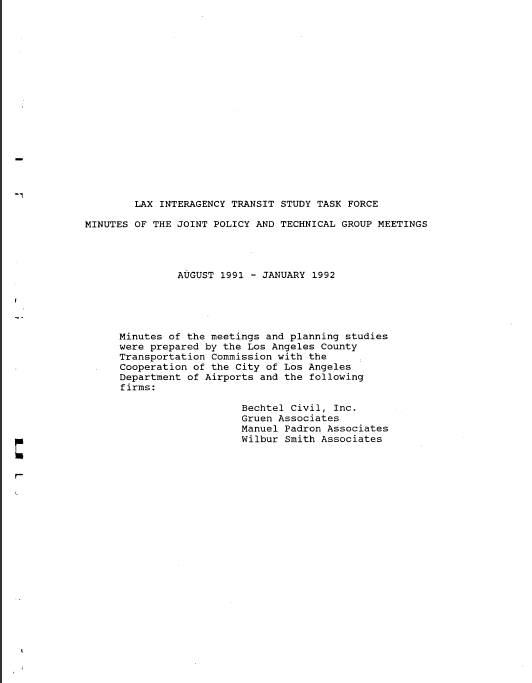 LAX INTERAGENCY TRANSIT STUDY TASK FORCE
MINUTES OF THE JOINT POLICY AND TECHNICAL GROUP MEETINGS
AUGUST 1991 - JANUARY 1992
Minutes of the meetings and planning studies
were prepared by the Los Angeles County
Transportation Commission with the
Cooperation of the City of Los Angeles
Department of Airports and the following
firms:
Bechtel Civil, Inc.
Gruen Associates
Manuel Padron Associates
Wilbur Smith Associates